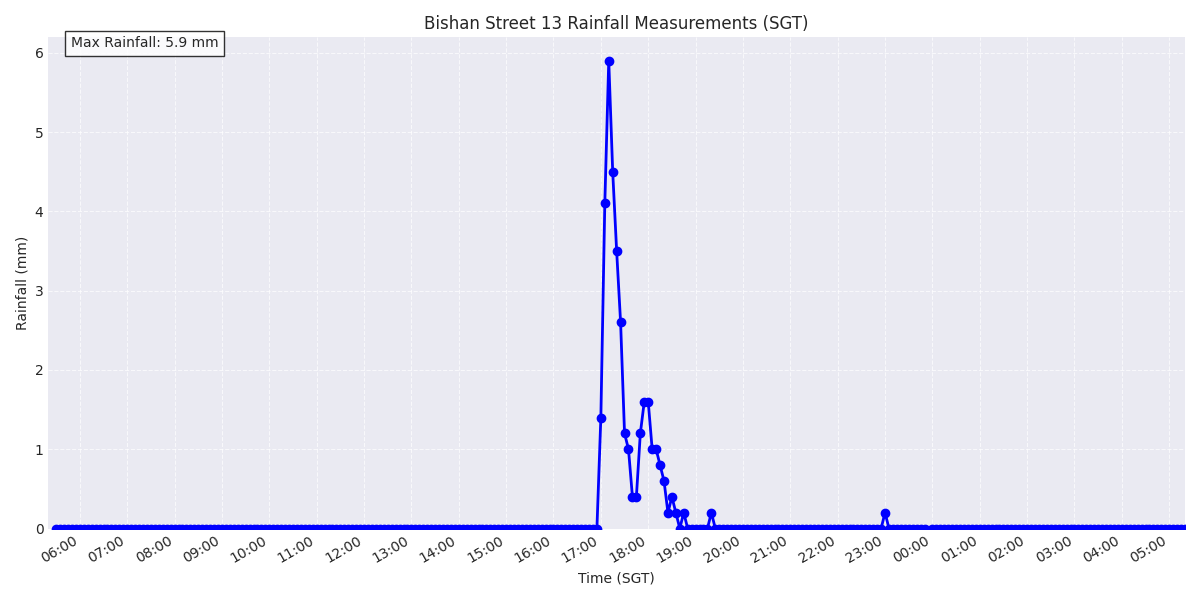 Bishan Street 13 Rainfall Measurements (SGT)
Max Rainfall: 5.9 mm
6
5
4
3
2
1
0
Rainfall (mm)
06:00 07:00 08:00 09:00 10:00 11:00 12:00 13:00 14:00 15:00 16:00 17:00 18:00 19:00 20:00 21:00 22:00 23:00 00:00 01:00 02:00 03:00 04:00 05:00
Time (SGT)